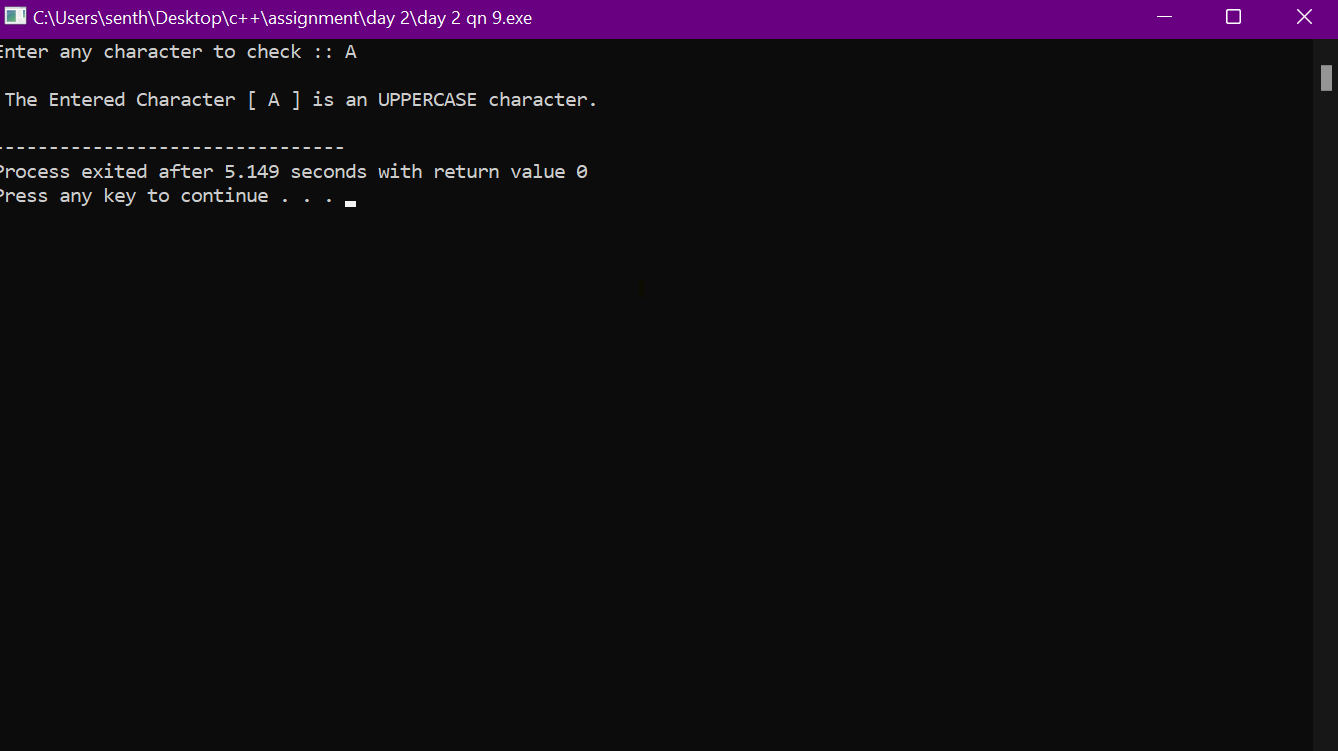 C:\Users\senth\Desktop\c++\assignment\day 2\day 2 qn 9.exe
Enter any character to check :: A
The Entered Character [ A ] is an UPPERCASE character.
--------------------------------
Process exited after 5.149 seconds with return value 0
Press any key to continue . . .